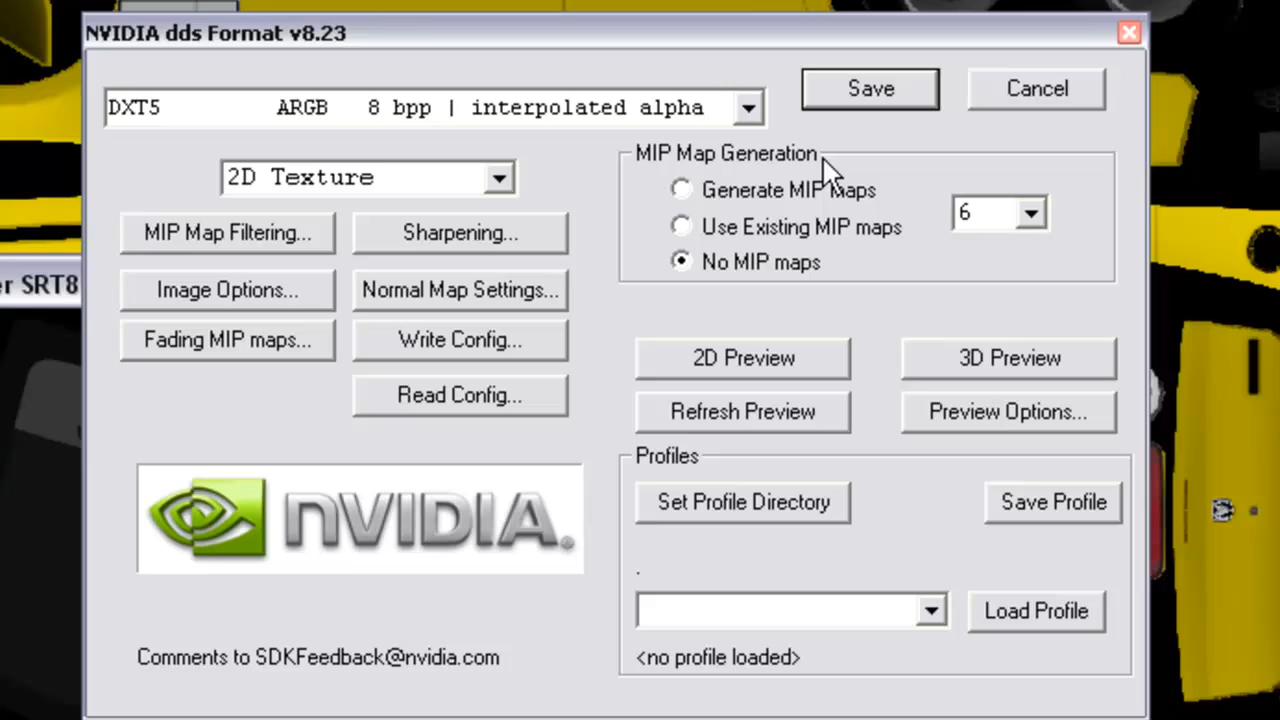 NVIDIA dds Format v8.23
DXT5 ARGB 8 bpp | interpolated alpha
Save
Cancel
2D Texture
MIP Map Generation
Generate MIP maps
Use Existing MIP maps
No MIP maps
6
MIP Map Filtering...
Sharpening...
Image Options...
Normal Map Settings...
Fading MIP maps...
Write Config...
Read Config...
er SRT8
2D Preview
3D Preview
Refresh Preview
Preview Options...
Profiles
Set Profile Directory
Save Profile
.
Load Profile
<no profile loaded>
NVIDIA.
Comments to SDKFeedback@nvidia.com